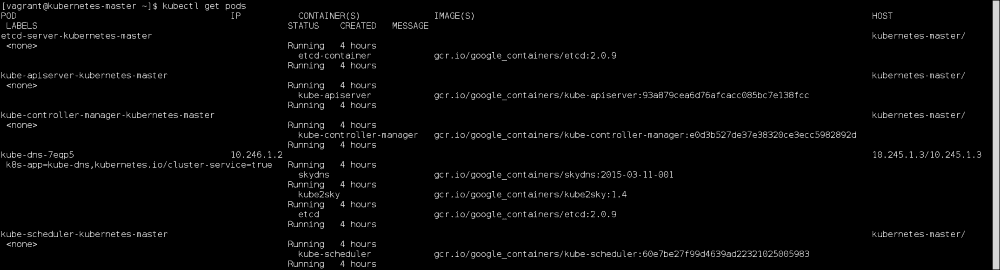 [vagrant@kubernetes-master ~]$ kubectl get pods
POD IP CONTAINER(S) IMAGE(S) HOST
LABELS STATUS CREATED MESSAGE
etcd-server-kubernetes-master kubernetes-master/
<none> Running 4 hours
etcd-container gcr.io/google_containers/etcd:2.0.9
Running 4 hours
kube-apiserver-kubernetes-master kubernetes-master/
<none> Running 4 hours
kube-apiserver gcr.io/google_containers/kube-apiserver:93a879cea6d76afcacc085bc7e138fcc
Running 4 hours
kube-controller-manager-kubernetes-master kubernetes-master/
<none> Running 4 hours
kube-controller-manager gcr.io/google_containers/kube-controller-manager:e0d3b527de37e38320ce3ecc5982892d
Running 4 hours
kube-dns-7eqp5 10.246.1.2 10.245.1.3/10.245.1.3
k8s-app=kube-dns,kubernetes.io/cluster-service=true Running 4 hours
skydns gcr.io/google_containers/skydns:2015-03-11-001
Running 4 hours
kube2sky gcr.io/google_containers/kube2sky:1.4
Running 4 hours
etcd gcr.io/google_containers/etcd:2.0.9
Running 4 hours
kube-scheduler-kubernetes-master kubernetes-master/
<none> Running 4 hours
kube-scheduler gcr.io/google_containers/kube-scheduler:60e7be27f99d4639ad22321025005983
Running 4 hours